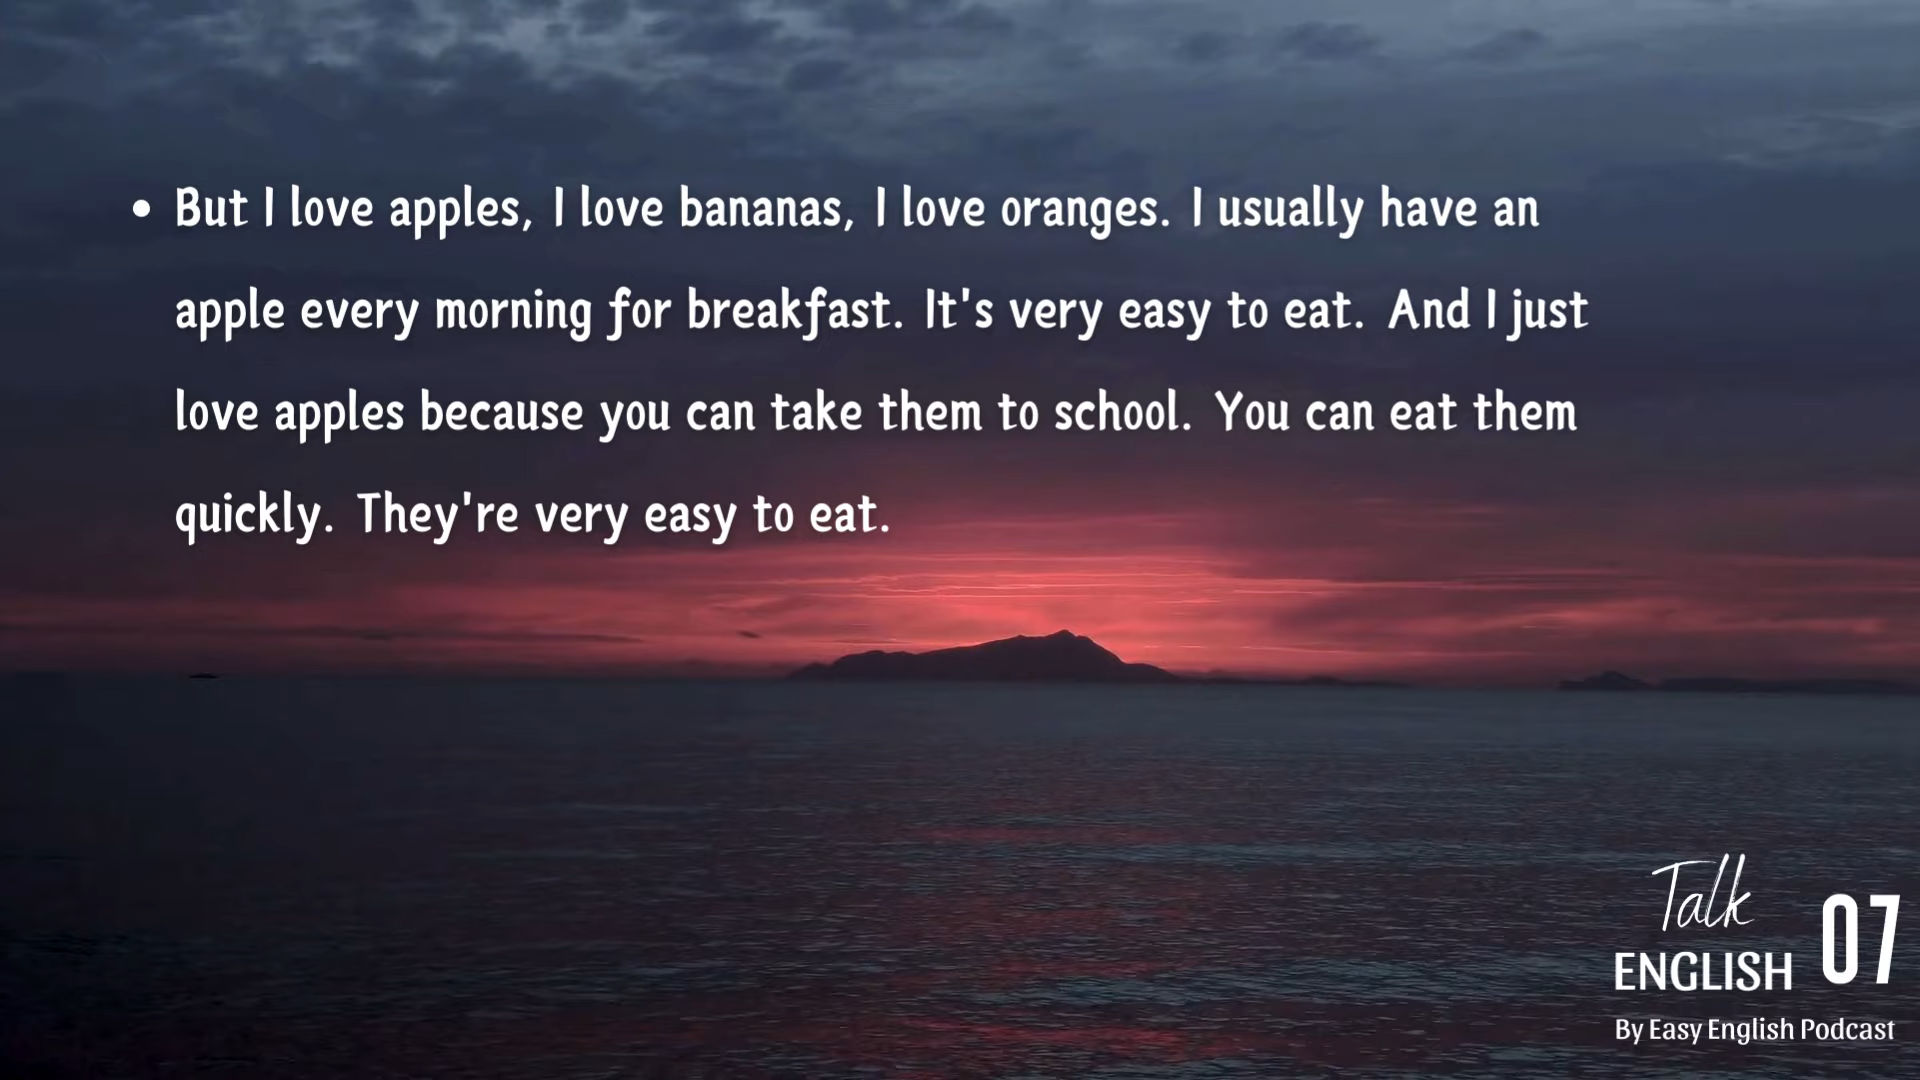 • But I love apples, I love bananas, I love oranges. I usually have an
apple every morning for breakfast. It's very easy to eat. And I just
love apples because you can take them to school. You can eat them
quickly. They're very easy to eat.
Talk
ENGLISH 07
By Easy English Podcast